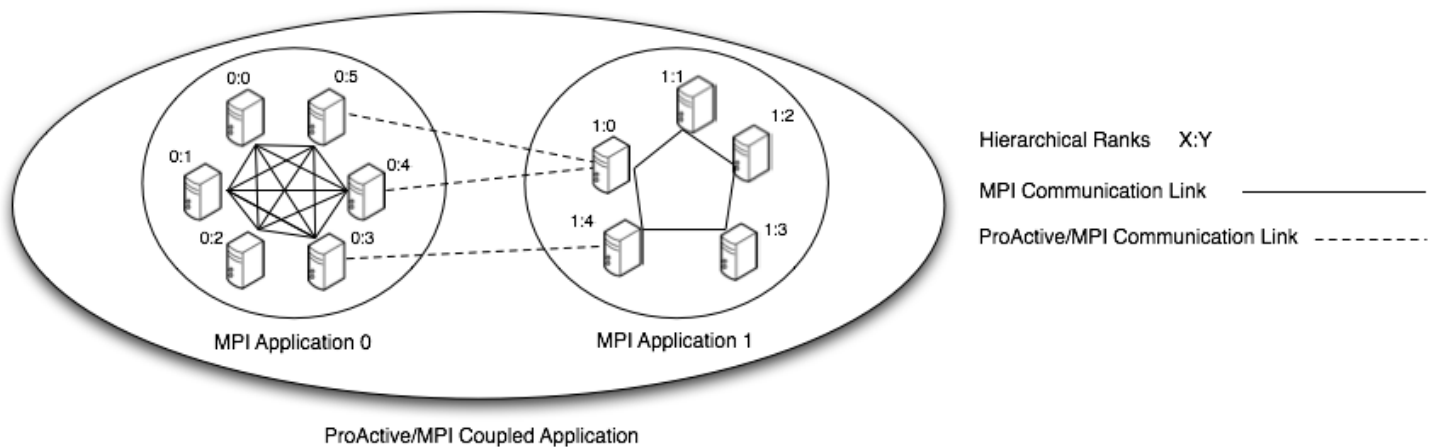 0:0
0:5
0:1
0:4
0:2
0:3
MPI Application 0
1:1
1:2
1:0
1:4
1:3
MPI Application 1
ProActive/MPI Coupled Application
Hierarchical Ranks X:Y
MPI Communication Link
ProActive/MPI Communication Link